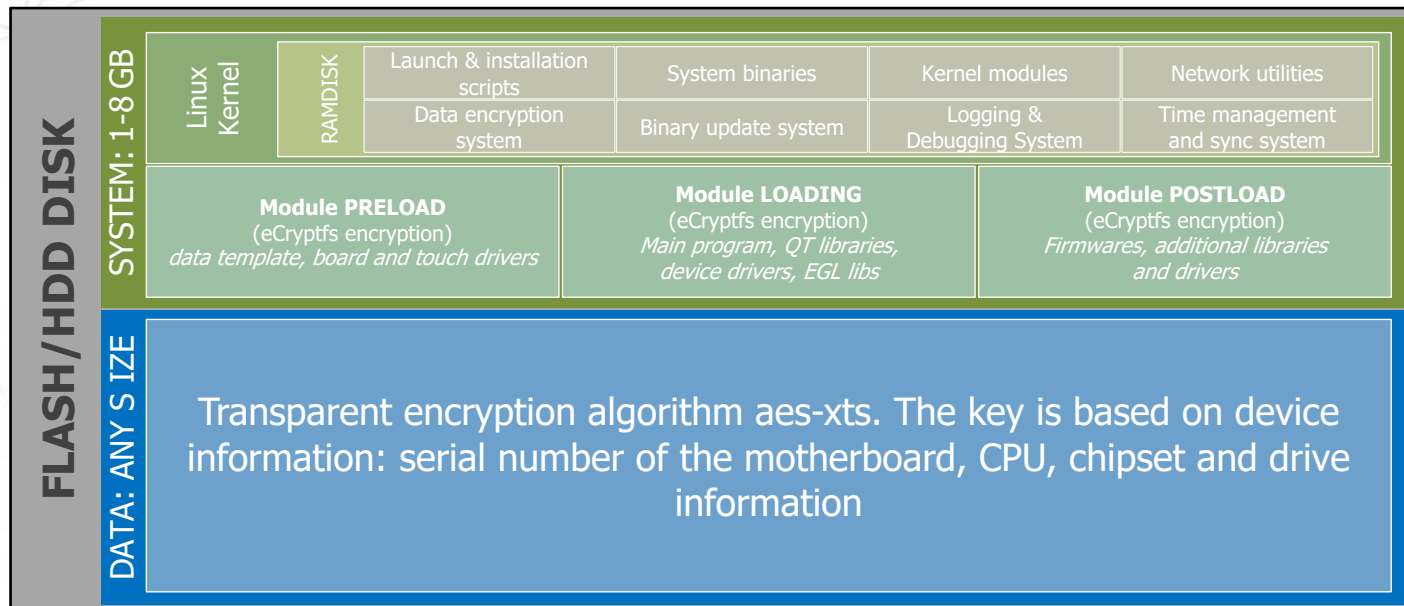 FLASH/HDD DISK
SYSTEM: 1-8 GB
Linux
Kernel
RAMDISK
Launch & installation
scripts
System binaries
Kernel modules
Network utilities
Data encryption
system
Binary update system
Logging &
Debugging System
Time management
and sync system
Module PRELOAD
(eCryptfs encryption)
data template, board and touch drivers
Module LOADING
(eCryptfs encryption)
Main program, QT libraries,
device drivers, EGL libs
Module POSTLOAD
(eCryptfs encryption)
Firmwares, additional libraries
and drivers
DATA: ANY S IZE
Transparent encryption algorithm aes-xts. The key is based on device
information: serial number of the motherboard, CPU, chipset and drive
information